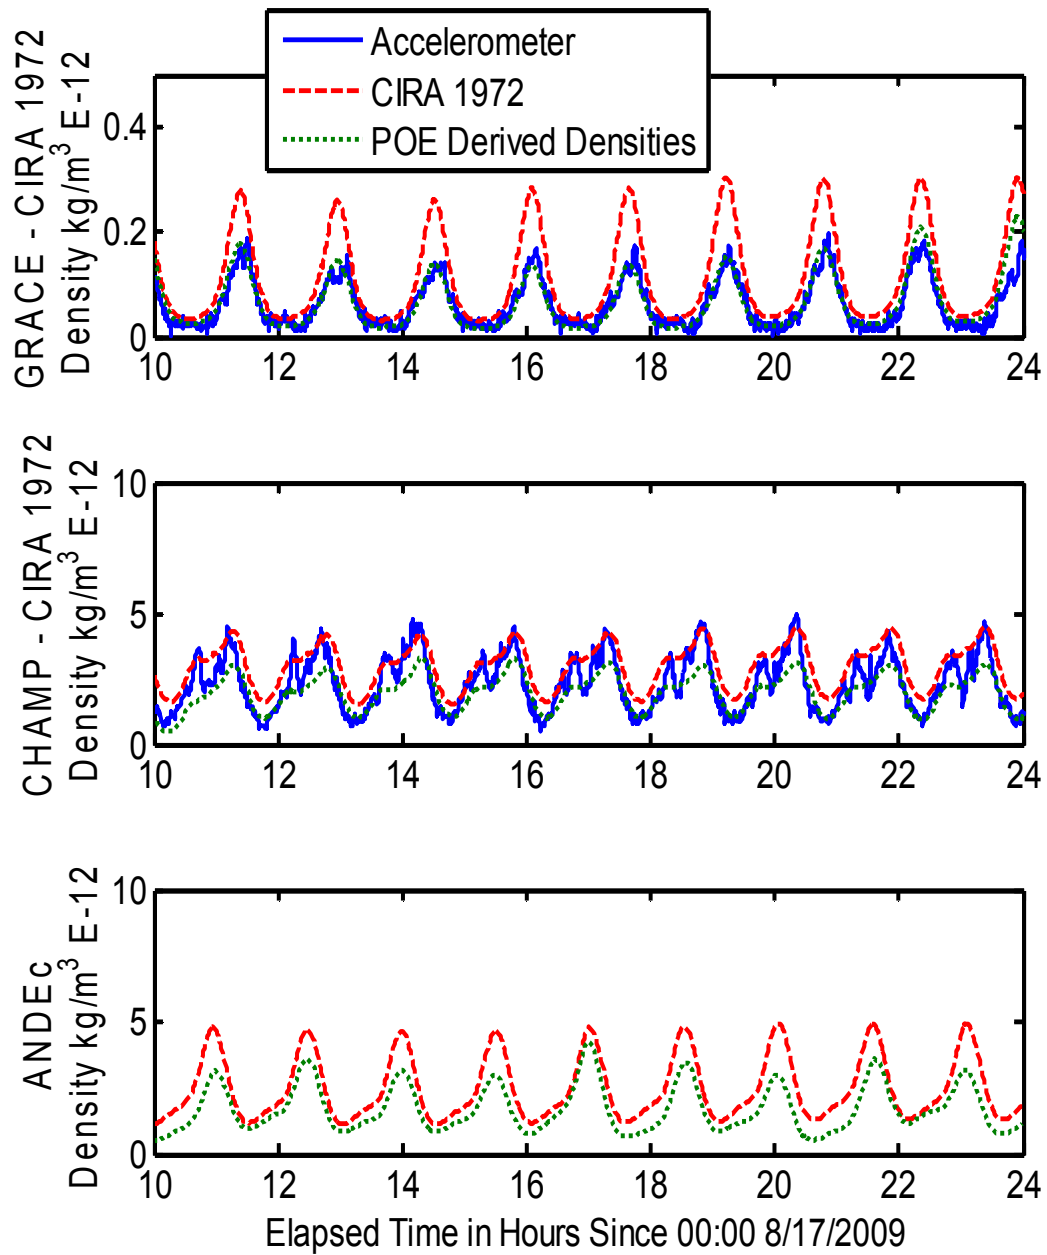 Accelerometer
CIRA 1972
POE Derived Densities
GRACE - CIRA 1972
Density kg/m³ E-12
0.4
0.2
0
10 12 14 16 18 20 22 24
CHAMP - CIRA 1972
Density kg/m³ E-12
10
5
0
10 12 14 16 18 20 22 24
ANDEc
Density kg/m³ E-12
10
5
0
10 12 14 16 18 20 22 24
Elapsed Time in Hours Since 00:00 8/17/2009